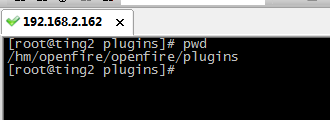 192.168.2.162
[root@ting2 plugins]# pwd
/hm/openfire/openfire/plugins
[root@ting2 plugins]#